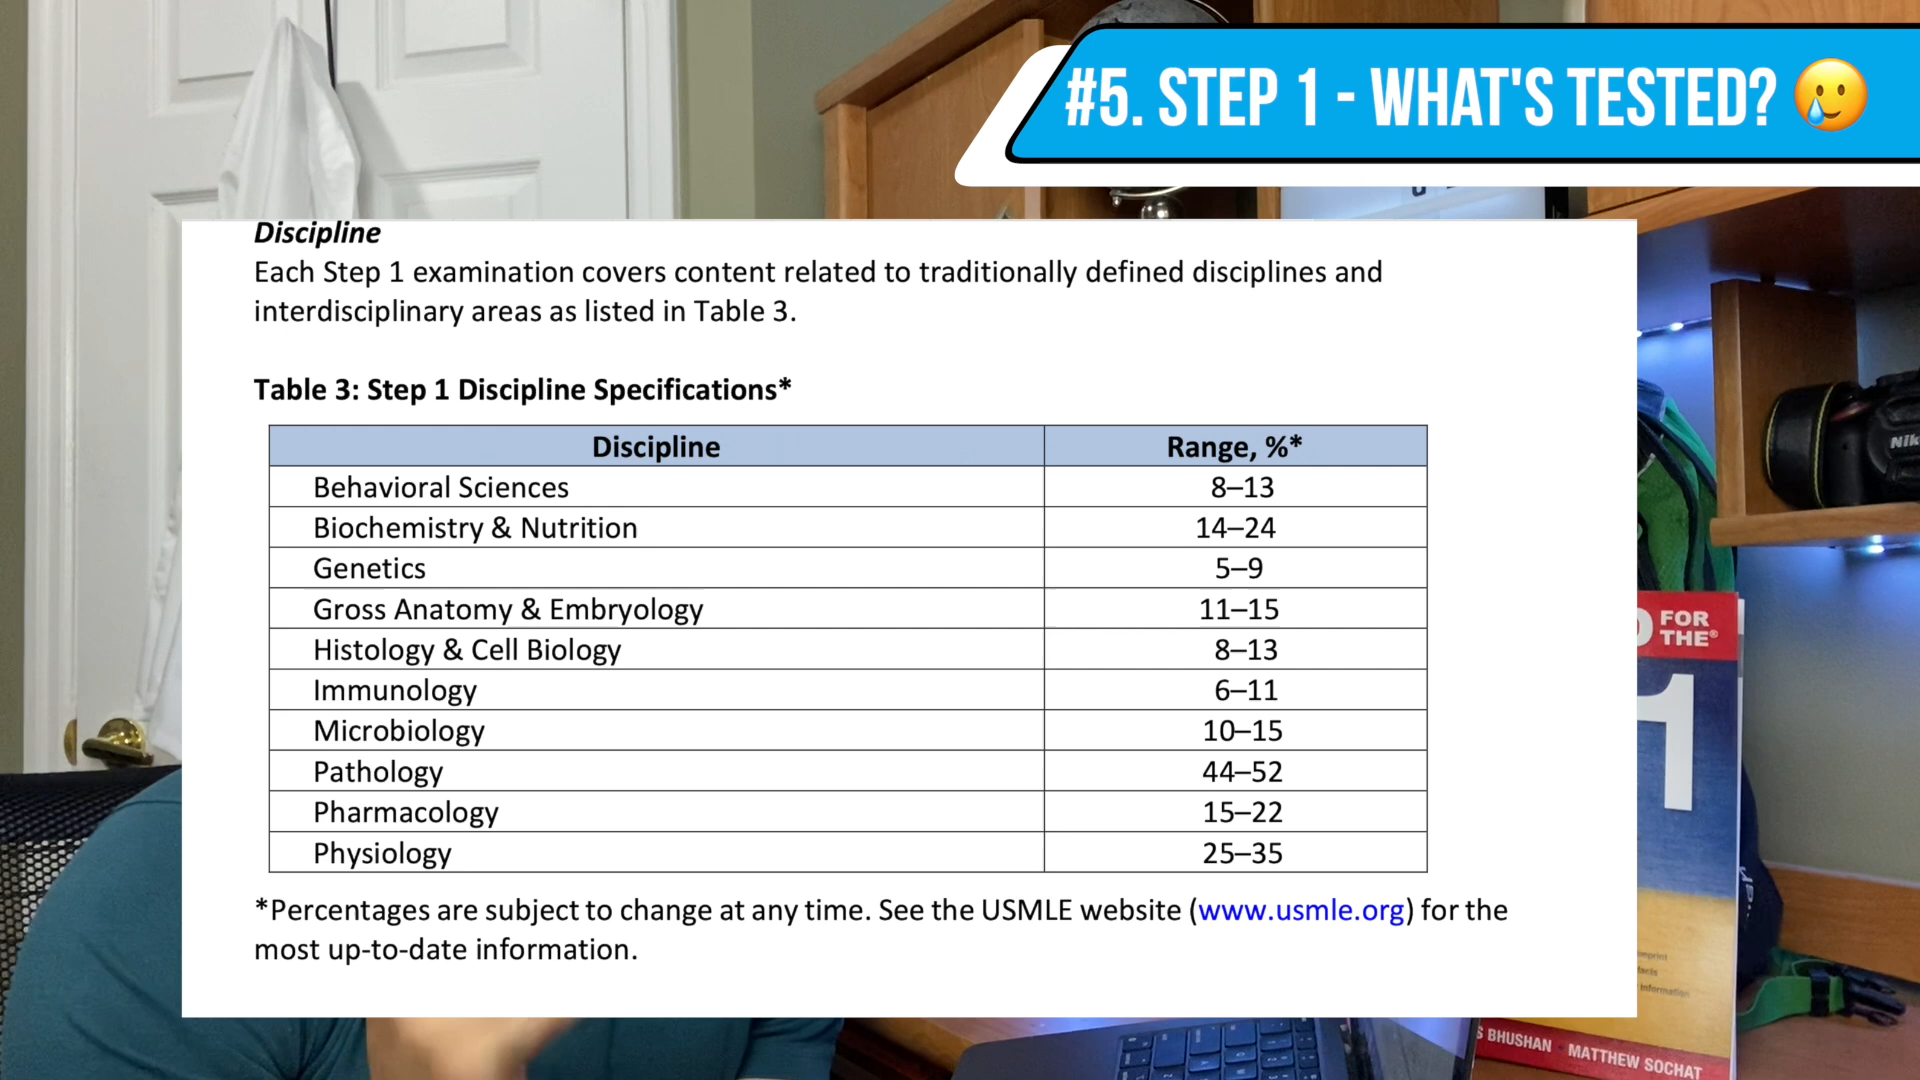 #5. STEP 1 - WHAT'S TESTED? 🥲
Discipline
Each Step 1 examination covers content related to traditionally defined disciplines and
interdisciplinary areas as listed in Table 3.
Table 3: Step 1 Discipline Specifications*
Discipline Range, %*
Behavioral Sciences 8–13
Biochemistry & Nutrition 14–24
Genetics 5–9
Gross Anatomy & Embryology 11–15
Histology & Cell Biology 8–13
Immunology 6–11
Microbiology 10–15
Pathology 44–52
Pharmacology 15–22
Physiology 25–35
*Percentages are subject to change at any time. See the USMLE website (www.usmle.org) for the
most up-to-date information.
Nik
FOR
THE®
1
BHUSHAN MATTHEW SOCHAT